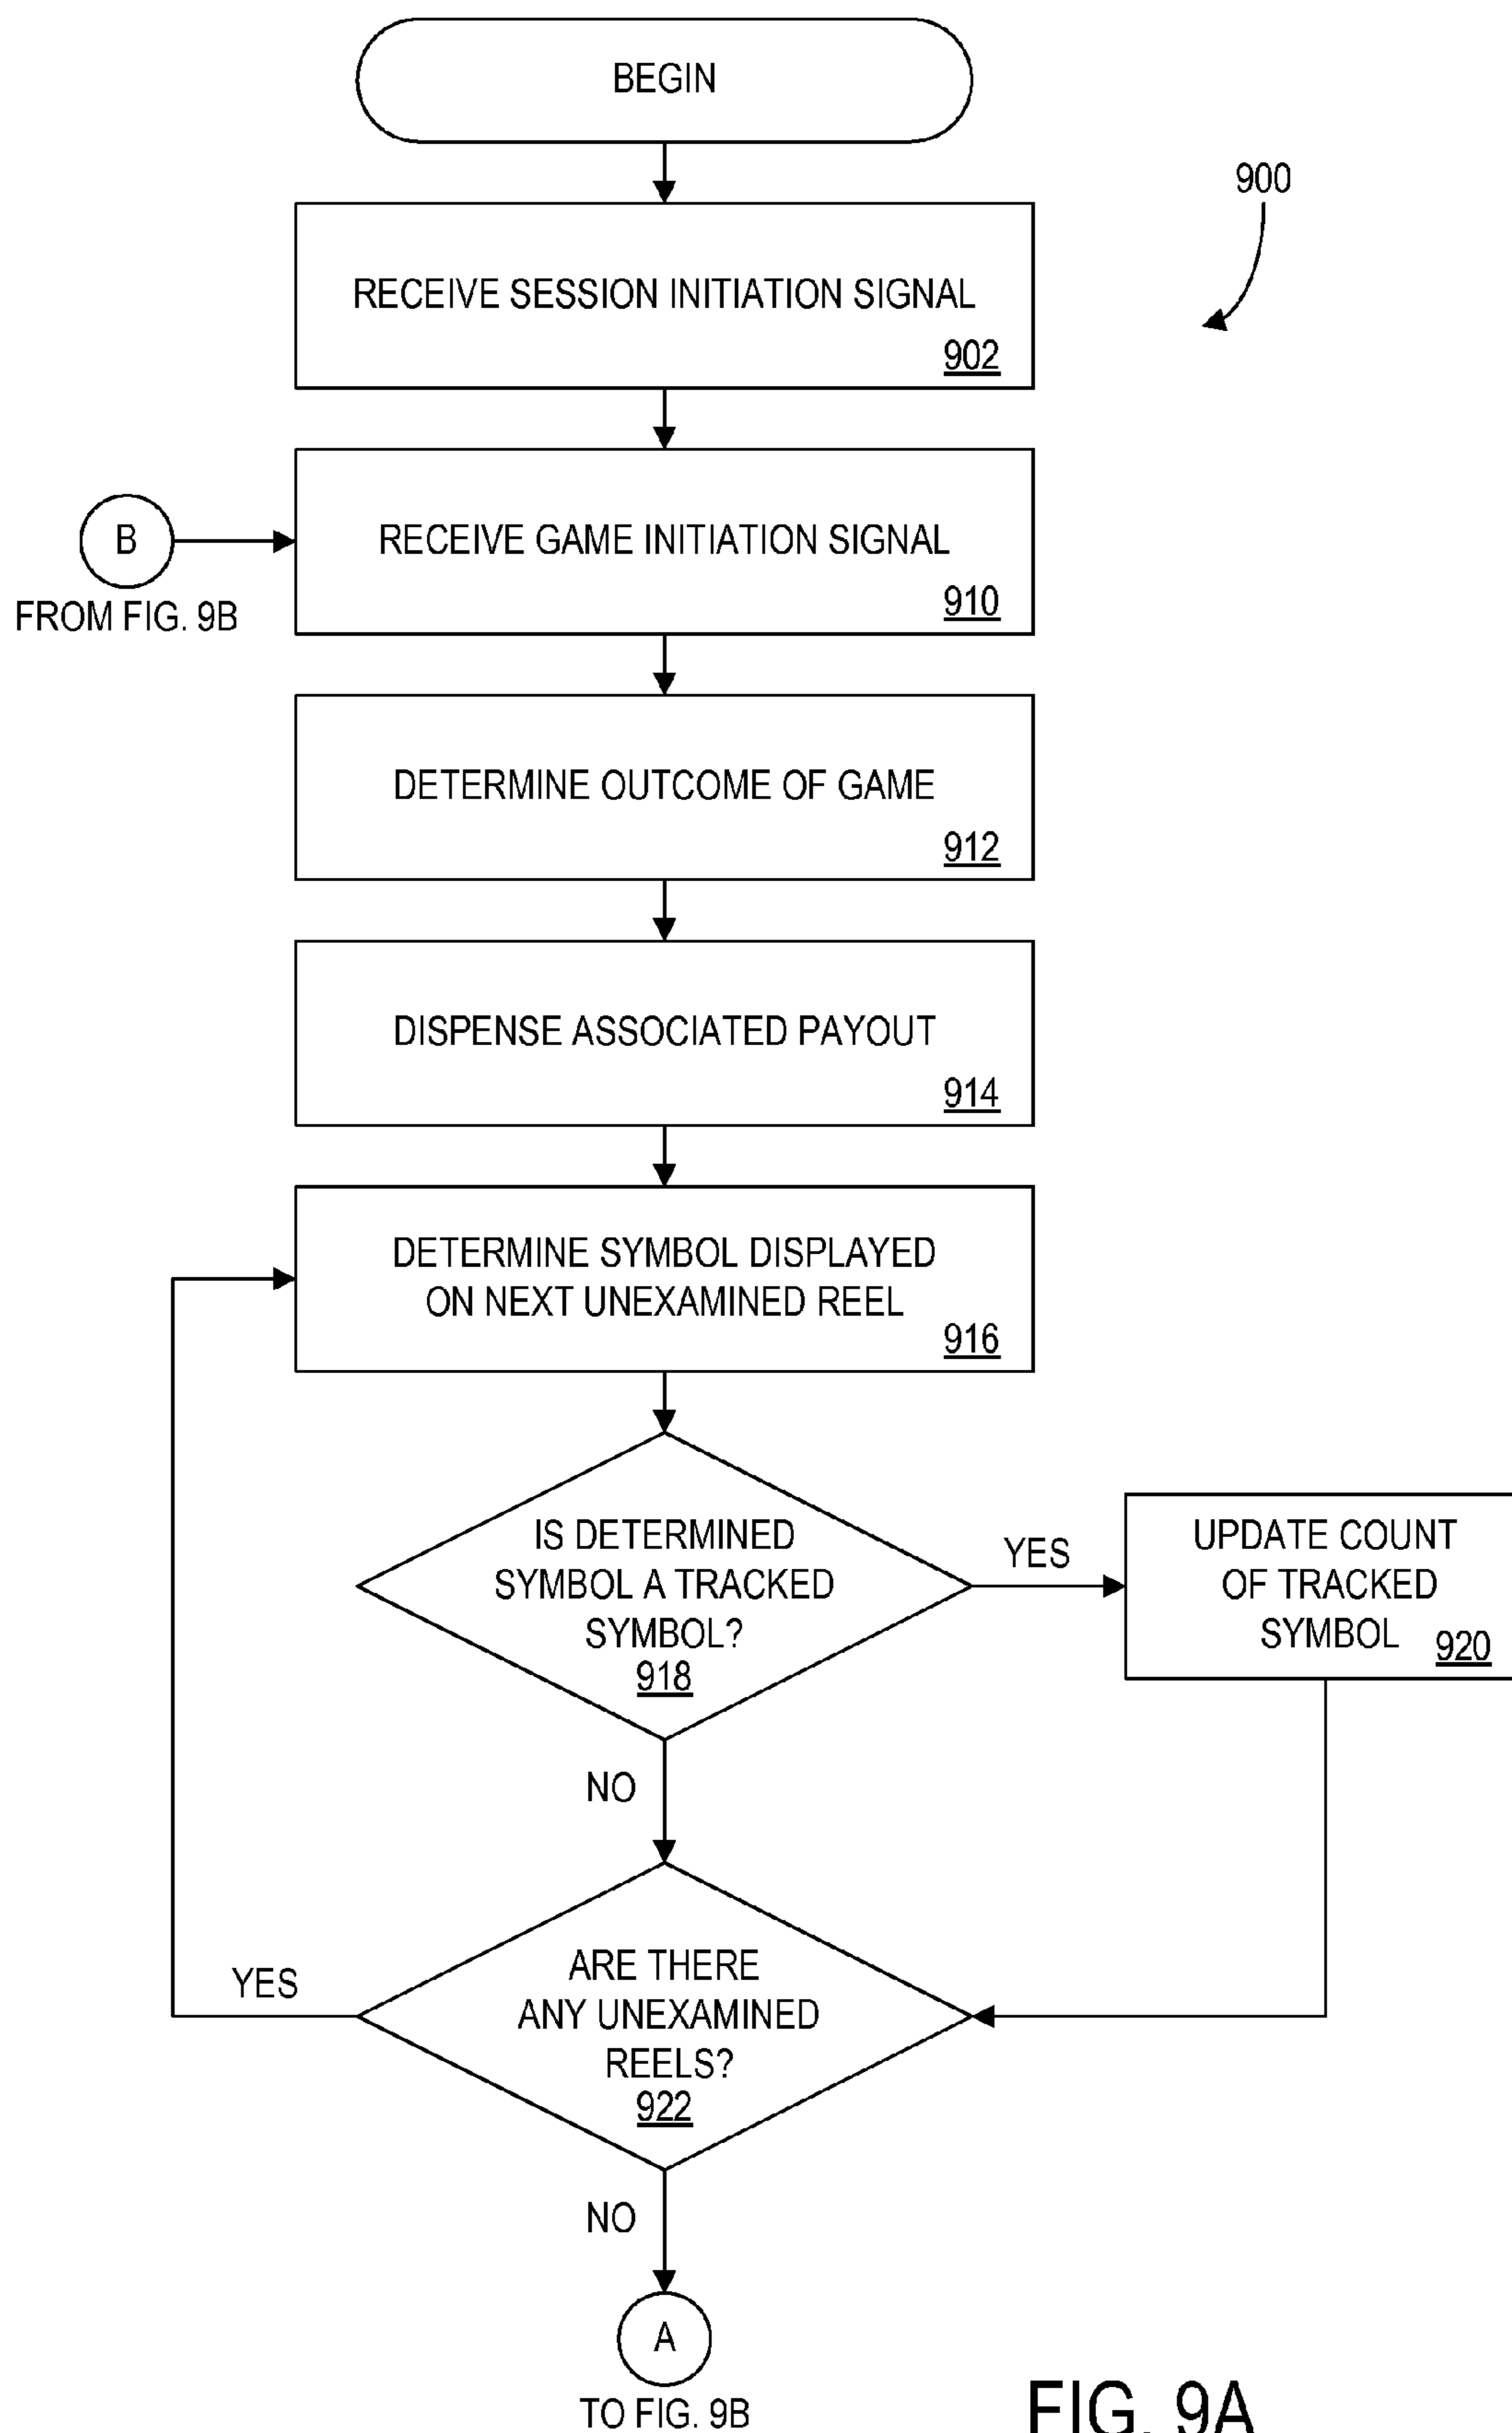 BEGIN
900
RECEIVE SESSION INITIATION SIGNAL
902
B
FROM FIG. 9B
RECEIVE GAME INITIATION SIGNAL
910
DETERMINE OUTCOME OF GAME
912
DISPENSE ASSOCIATED PAYOUT
914
DETERMINE SYMBOL DISPLAYED
ON NEXT UNEXAMINED REEL
916
IS DETERMINED
SYMBOL A TRACKED
SYMBOL?
918
YES
UPDATE COUNT
OF TRACKED
SYMBOL
920
NO
ARE THERE
ANY UNEXAMINED
REELS?
922
YES
NO
A
TO FIG. 9B
FIG. 9A